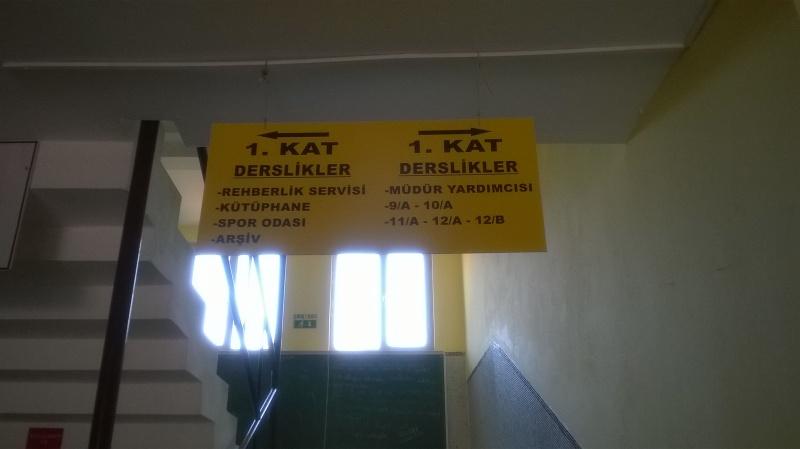 1. KAT
DERSLİKLER
-REHBERLİK SERVİSİ
-KÜTÜPHANE
-SPOR ODASI
-ARŞİV
1. KAT
DERSLİKLER
-MÜDÜR YARDIMCISI
-9/A - 10/A
-11/A - 12/A - 12/B